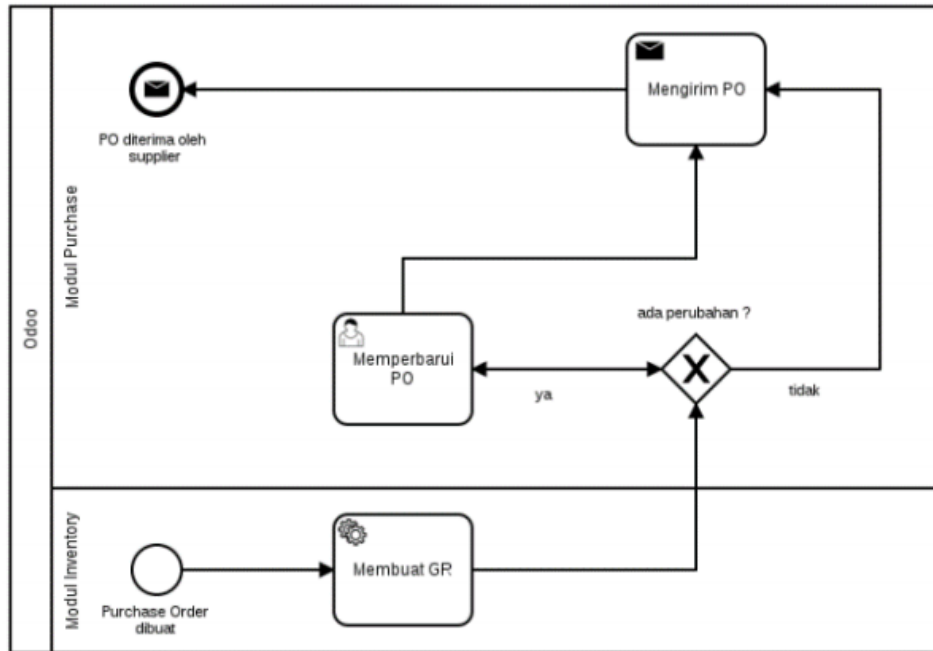 Odoo
Modul Purchase
PO diterima oleh
supplier
Mengirim PO
ada perubahan ?
Memperbarui
PO
ya
tidak
Modul Inventory
Purchase Order
dibuat
Membuat GR